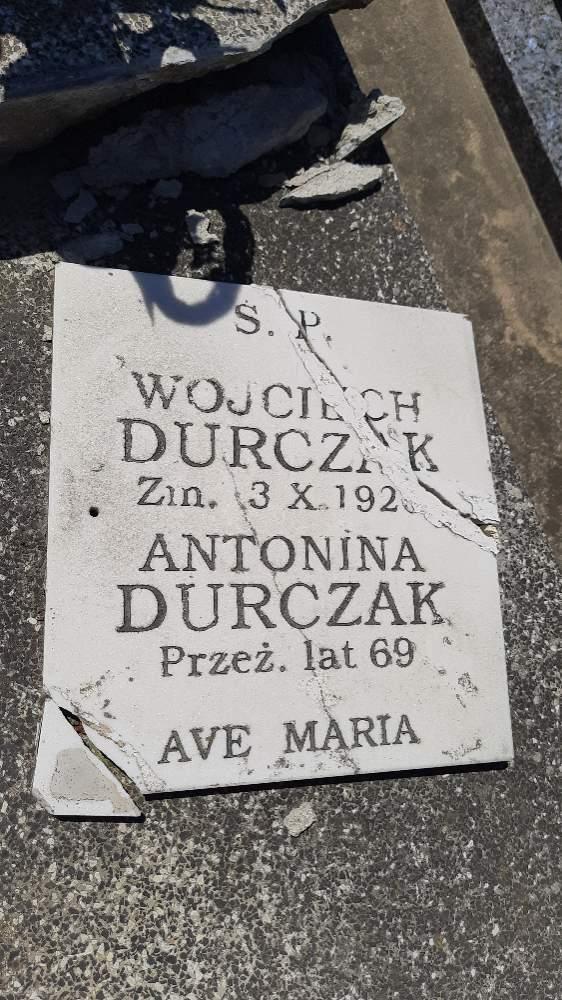 Ś. P.
WOJCIECH
DURCZAK
Zm. 3 X.
ANTONINA
DURCZAK
Przeż. lat 69
AVE MARIA